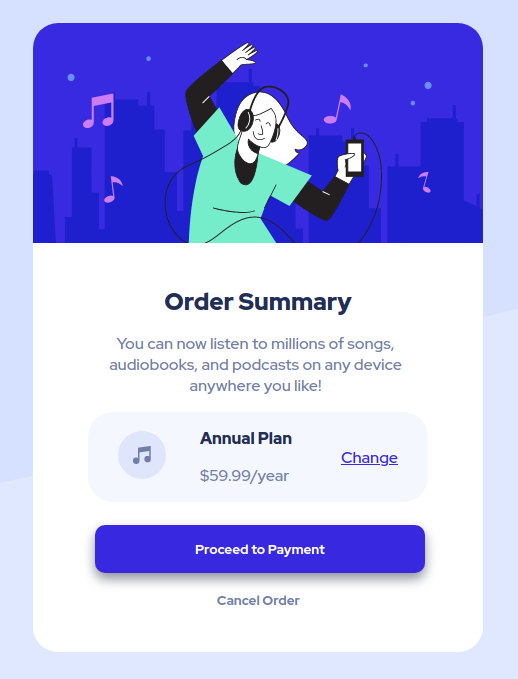 Order Summary
You can now listen to millions of songs,
audiobooks, and podcasts on any device
anywhere you like!
Annual Plan
$59.99/year
Change
Proceed to Payment
Cancel Order